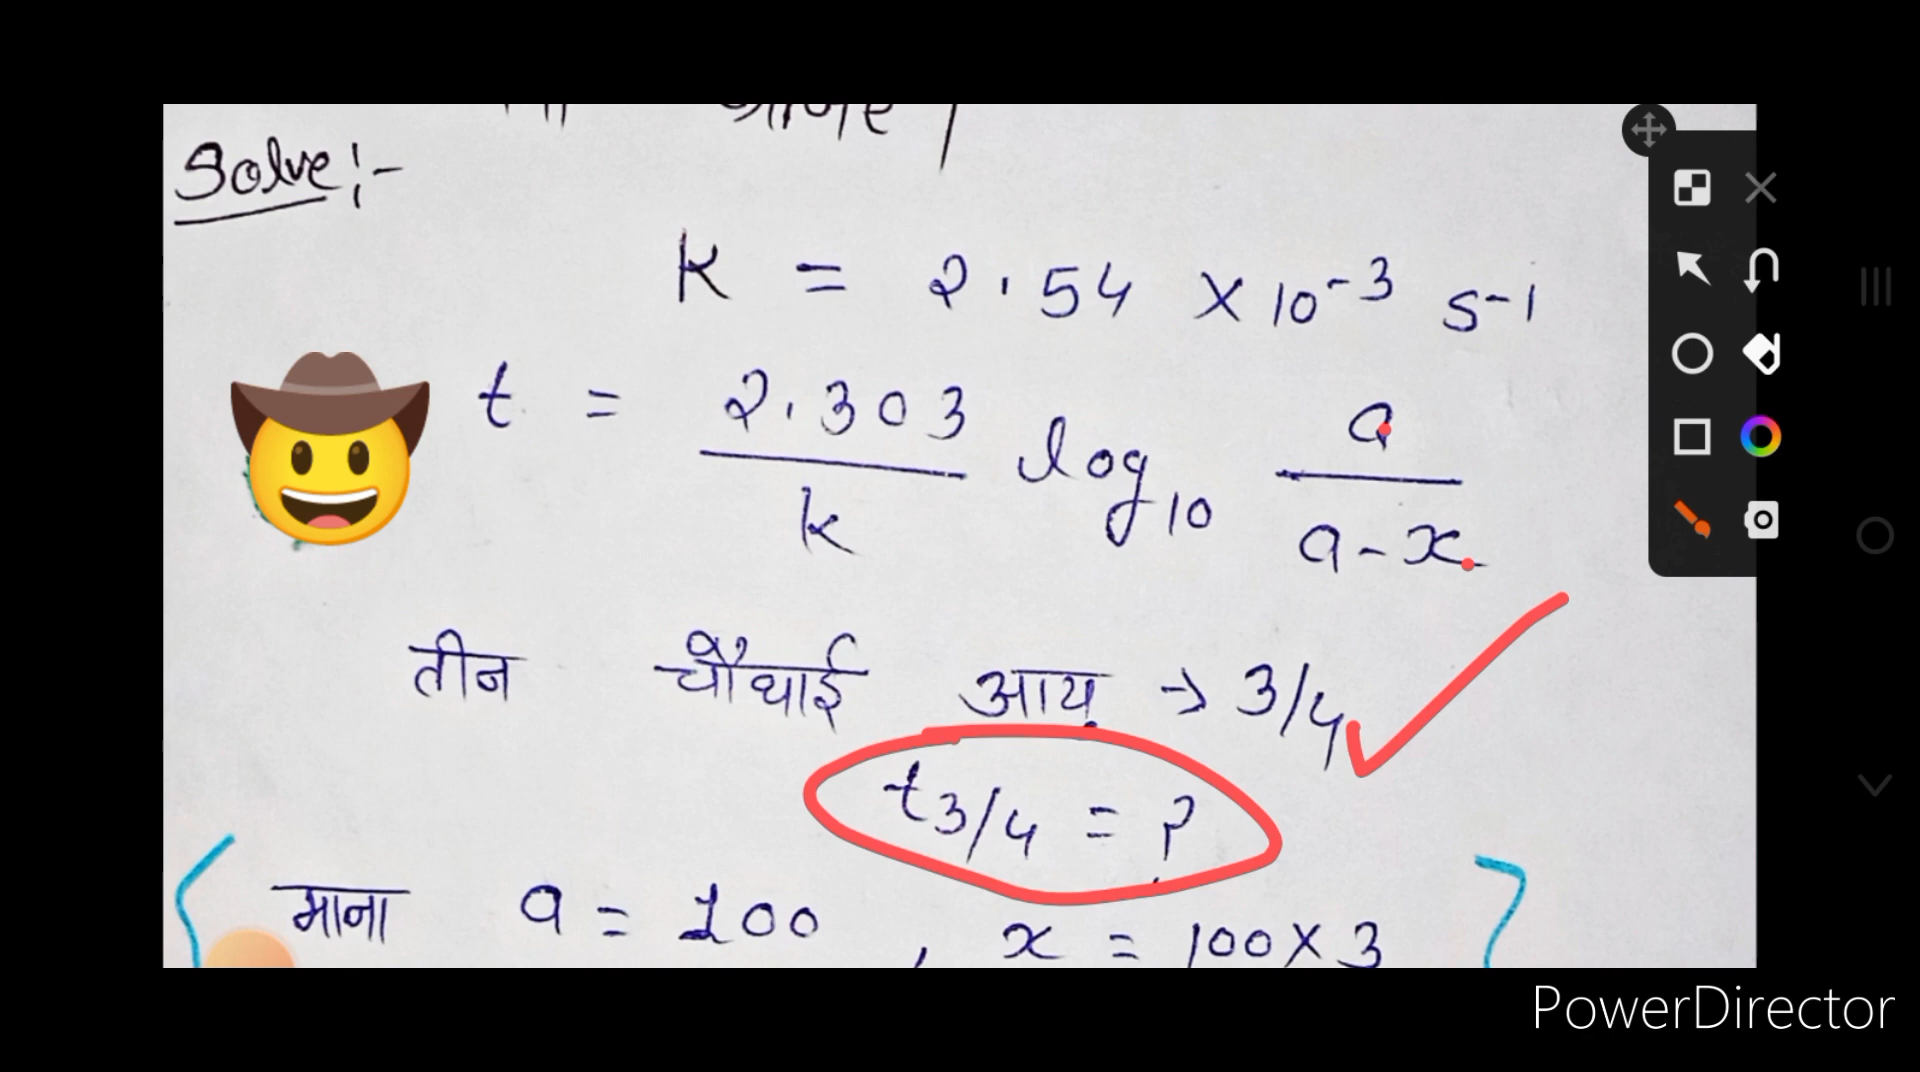 Solve:-
K = 2.54 × 10⁻³ s⁻¹
t = 2.303/k log₁₀ a/a-x
तीन चौथाई आयु → 3/4
t3/4 = ?
माना a = 100 , x = 100×3
PowerDirector